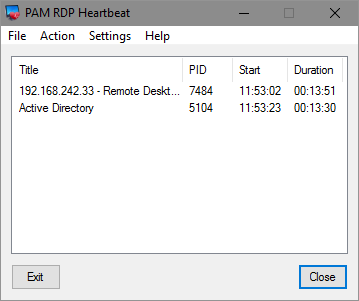 PAM RDP Heartbeat
File Action Settings Help
Title PID Start Duration
192.168.242.33 - Remote Deskt... 7484 11:53:02 00:13:51
Active Directory 5104 11:53:23 00:13:30
Exit Close